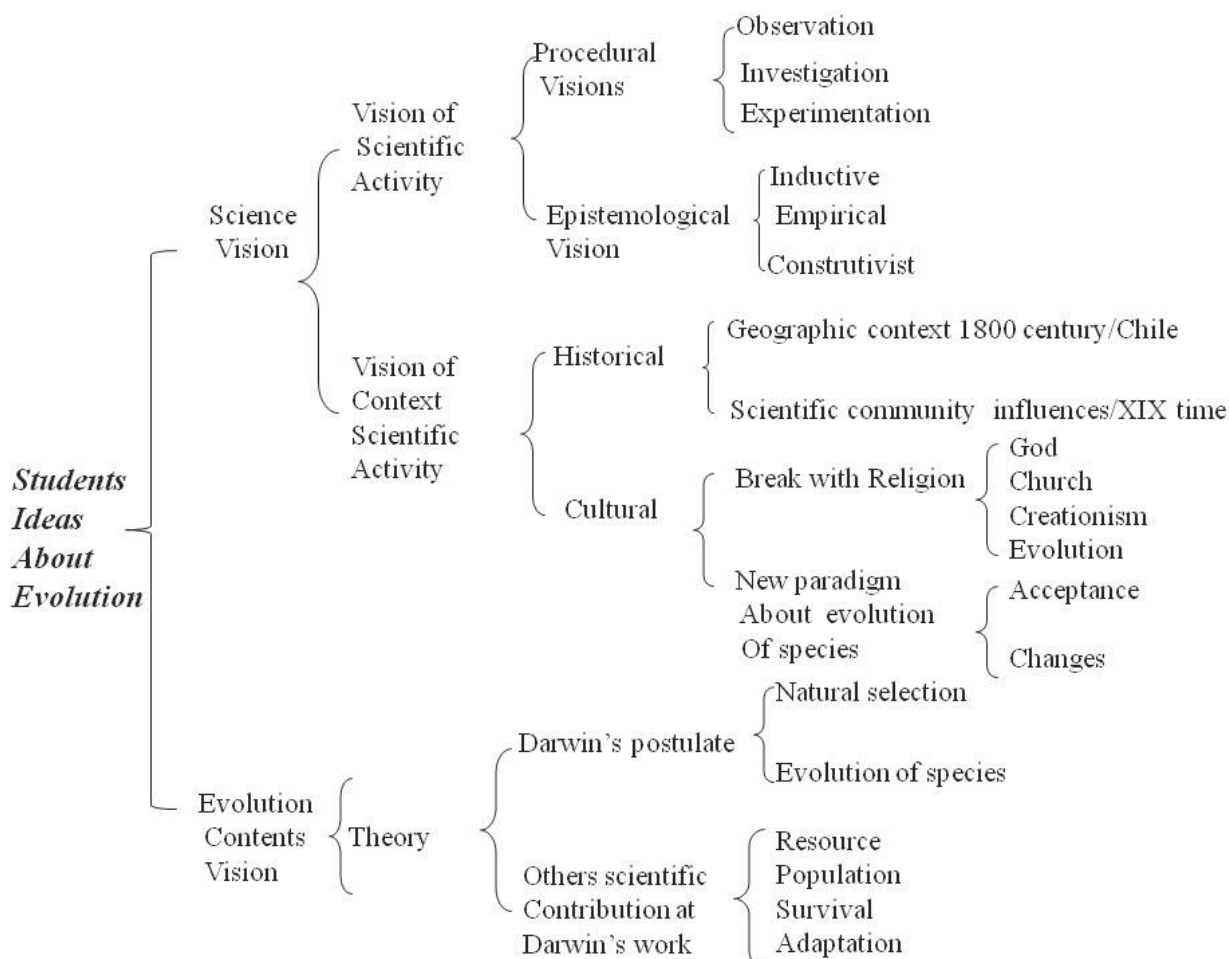 Students
Ideas
About
Evolution
Science
Vision
Vision of
Scientific
Activity
Procedural
Visions
Observation
Investigation
Experimentation
Epistemological
Vision
Inductive
Empirical
Construtivist
Vision of
Context
Scientific
Activity
Historical
Geographic context 1800 century/Chile
Scientific community influences/XIX time
Cultural
Break with Religion
God
Church
Creationism
Evolution
New paradigm
About evolution
Of species
Acceptance
Changes
Evolution
Contents
Vision
Theory
Darwin's postulate
Natural selection
Evolution of species
Others scientific
Contribution at
Darwin's work
Resource
Population
Survival
Adaptation